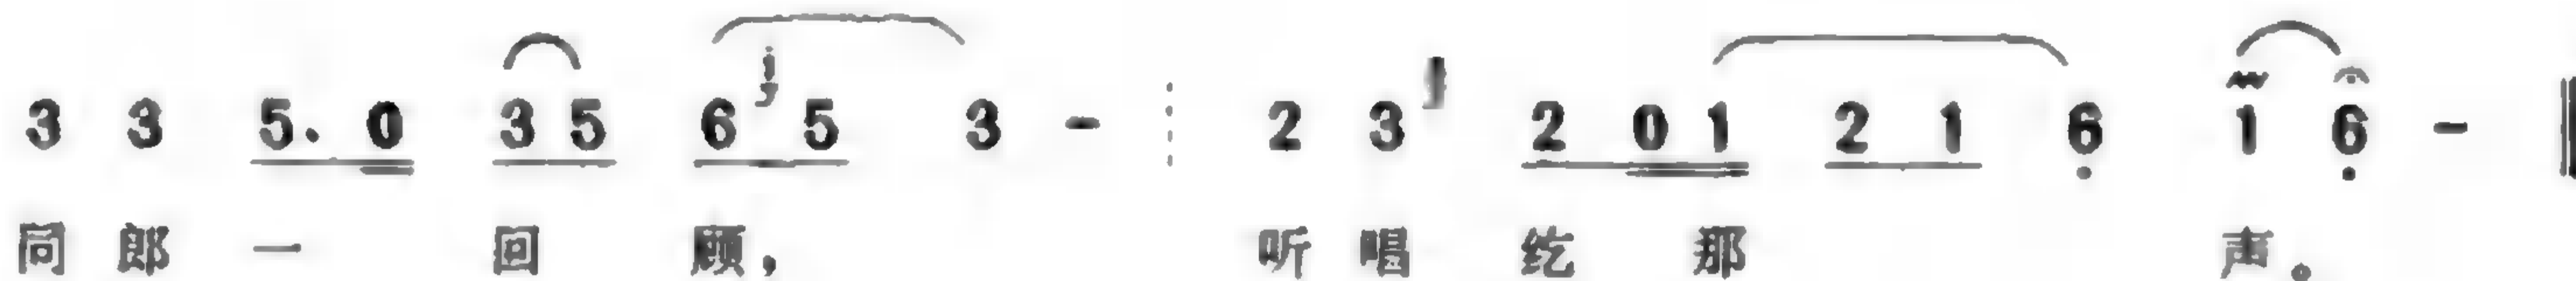 3 3 5. 0 3 5 6 5 3 - 2 3 2 0 1 2 1 6 1 6 -
同 郎 一 回 顾， 听 唱 纥 那 声。